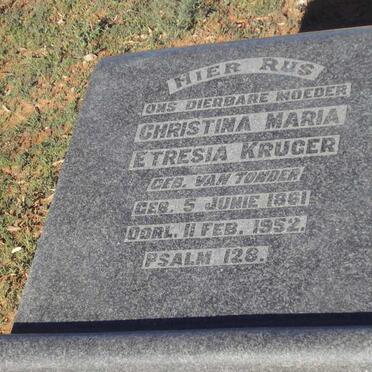 HIER RUS
ONS DIERBARE MOEDER
CHRISTINA MARIA
ETRESIA KRUGER
GEB. VAN TONDER
GEB. 5 JUNIE 1861
OORL. 11 FEB. 1952.
PSALM 128.